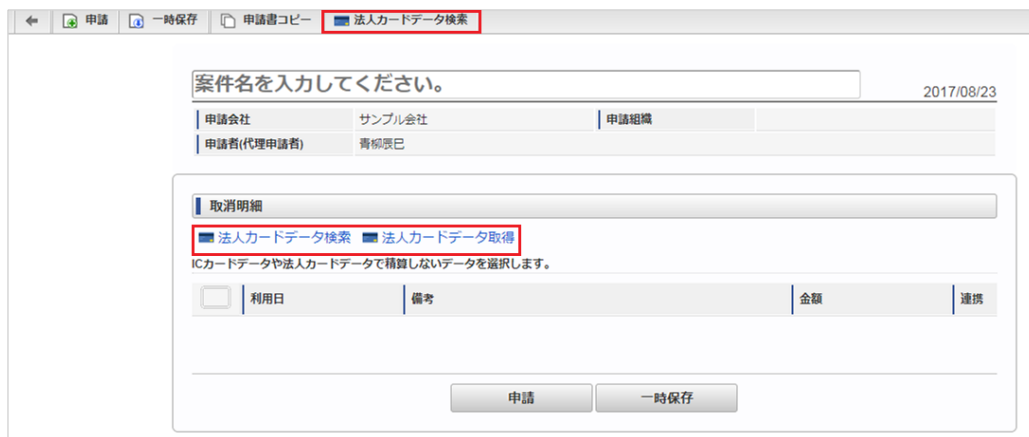 申請 一時保存 申請書コピー 法人カードデータ検索
案件名を入力してください。
2017/08/23
申請会社 サンプル会社 申請組織
申請者(代理申請者) 青柳辰巳
取消明細
法人カードデータ検索 法人カードデータ取得
ICカードデータや法人カードデータで精算しないデータを選択します。
利用日 備考 金額 連携
申請 一時保存